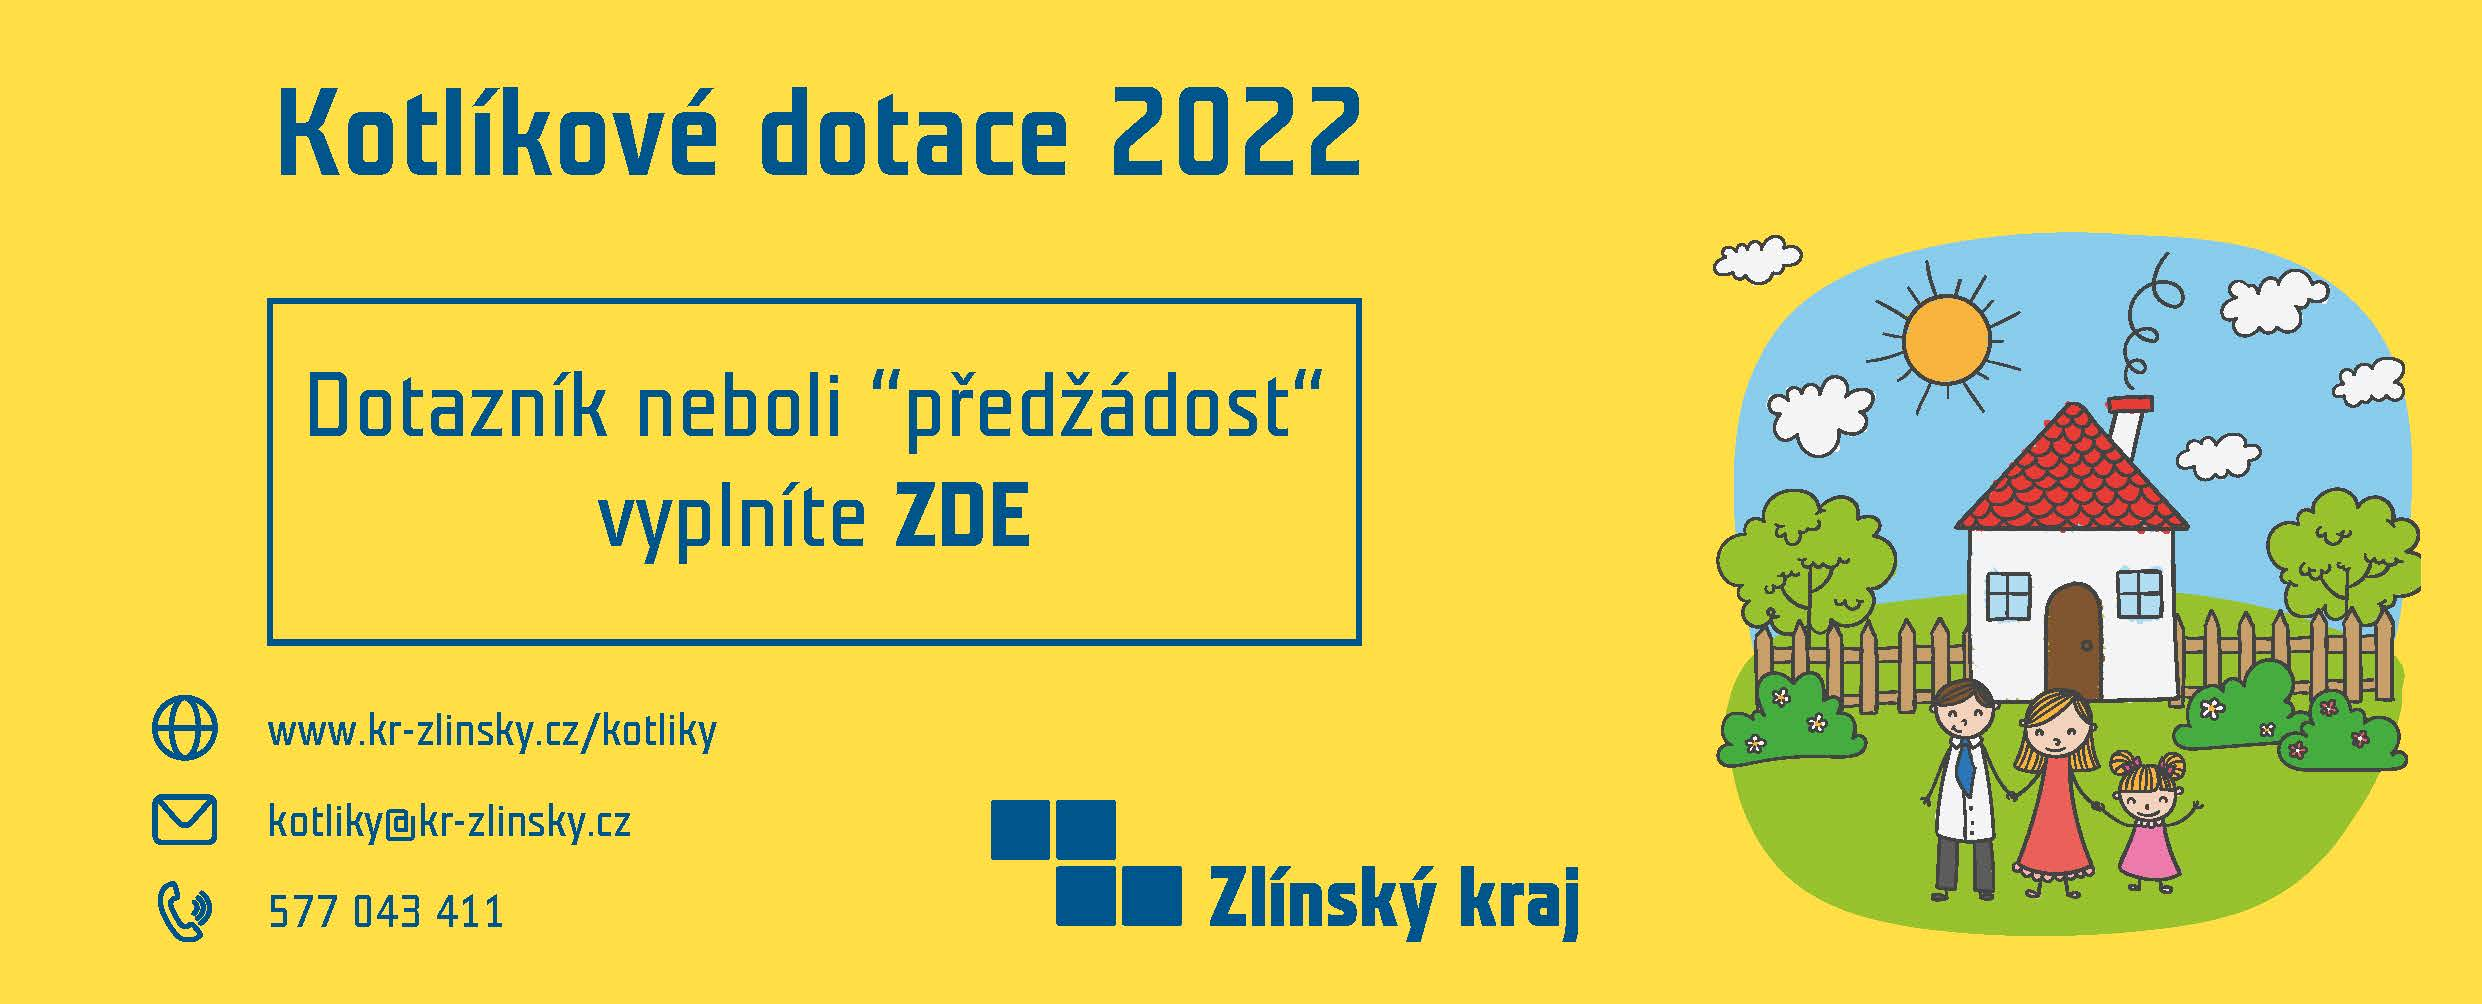 Kotlíkové dotace 2022
Dotazník neboli “předžádost“
vyplníte ZDE
www.kr-zlinsky.cz/kotliky
kotliky@kr-zlinsky.cz
577 043 411
Zlínský kraj